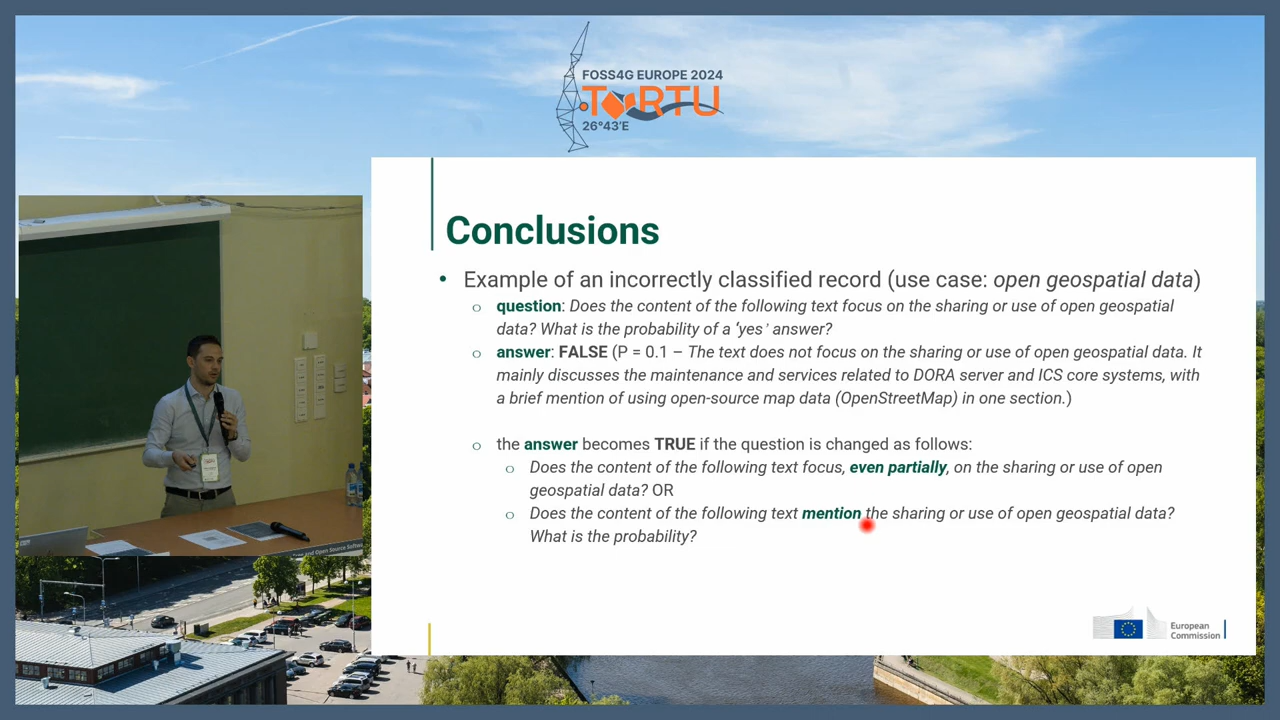 FOSS4G EUROPE 2024
TARTU
26°43'E
Conclusions
• Example of an incorrectly classified record (use case: open geospatial data)
o question: Does the content of the following text focus on the sharing or use of open geospatial
data? What is the probability of a ‘yes’ answer?
o answer: FALSE (P = 0.1 – The text does not focus on the sharing or use of open geospatial data. It
mainly discusses the maintenance and services related to DORA server and ICS core systems, with
a brief mention of using open-source map data (OpenStreetMap) in one section.)
o the answer becomes TRUE if the question is changed as follows:
o Does the content of the following text focus, even partially, on the sharing or use of open
geospatial data? OR
o Does the content of the following text mention the sharing or use of open geospatial data?
What is the probability?
European
Commission
and Open Source Softw